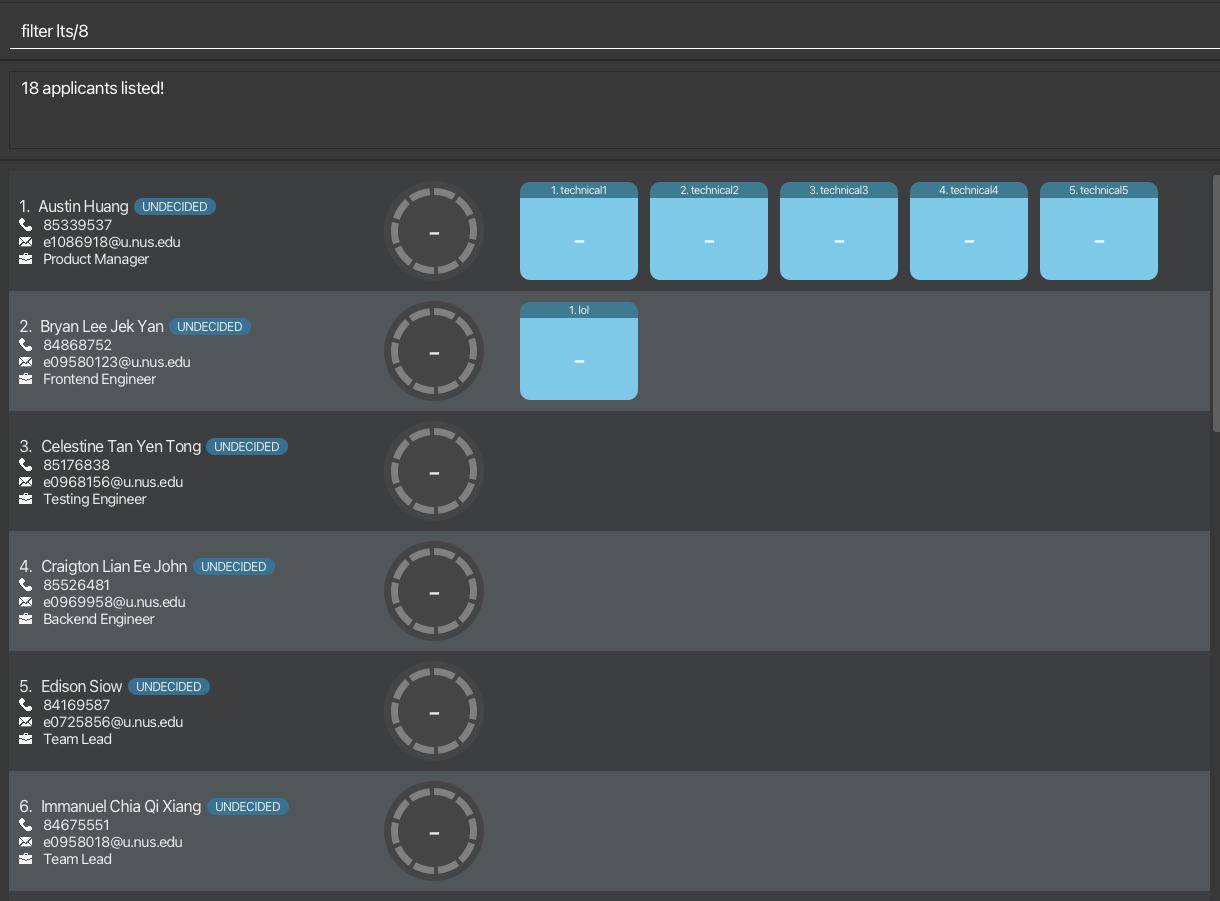 filter lts/8
18 applicants listed!
1. Austin Huang UNDECIDED
85339537
e1086918@u.nus.edu
Product Manager
-
1. technical1
-
2. technical2
-
3. technical3
-
4. technical4
-
5. technical5
-
2. Bryan Lee Jek Yan UNDECIDED
84868752
e09580123@u.nus.edu
Frontend Engineer
-
1. lol
-
3. Celestine Tan Yen Tong UNDECIDED
85176838
e0968156@u.nus.edu
Testing Engineer
-
4. Craigton Lian Ee John UNDECIDED
85526481
e0969958@u.nus.edu
Backend Engineer
-
5. Edison Siow UNDECIDED
84169587
e0725856@u.nus.edu
Team Lead
-
6. Immanuel Chia Qi Xiang UNDECIDED
84675551
e0958018@u.nus.edu
Team Lead
-